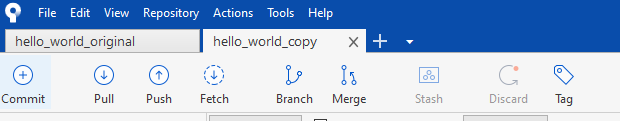 File Edit View Repository Actions Tools Help
hello_world_original hello_world_copy
Commit Pull Push Fetch Branch Merge Stash Discard Tag